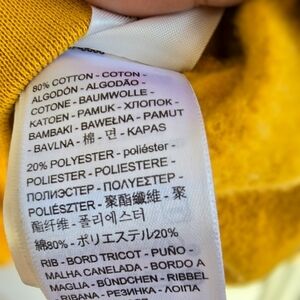 80% COTTON - COTON -
ALGODÓN - ALGODÃO -
COTONE - BAUMWOLLE -
KATOEN - PAMUK - ХЛОПОК -
BAMBAKI - BAWEŁNA - PAMUT
- BAVLNA - 棉 - 면 - KAPAS
20% POLYESTER - poliéster -
POLIESTER - POLIESTERE -
ПОЛИЭСТЕР - ΠΟΛΥΕΣΤΕΡ -
POLIÉSZTER - 聚酯纖維 - 聚
酯纤维 - 폴리에스터
綿80% - ポリエステル20%
RIB - BORD TRICOT - PUÑO -
MALHA CANELADA - BORDO A
MAGLIA - BÜNDCHEN - RIBBEL
- RIBANA - РЕЗИНКА - ΛΟΙΠΑ